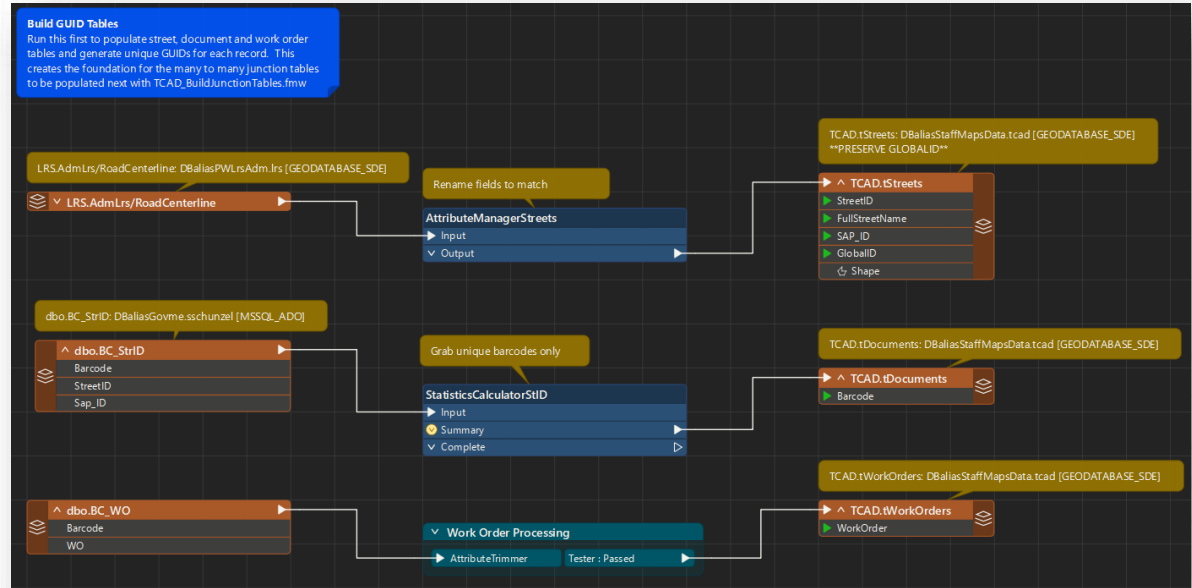 Build GUID Tables
Run this first to populate street, document and work order
tables and generate unique GUIDs for each record. This
creates the foundation for the many to many junction tables
to be populated next with TCAD_BuildJunctionTables.fmw
TCAD.tStreets: DBaliasStaffMapsData.tcad [GEODATABASE_SDE]
**PRESERVE GLOBALID**
LRS.AdmLrs/RoadCenterline: DBaliasPWLrsAdm.lrs [GEODATABASE_SDE]
Rename fields to match
LRS.AdmLrs/RoadCenterline
AttributeManagerStreets
Input
Output
TCAD.tStreets
StreetID
FullStreetName
SAP_ID
GlobalID
Shape
dbo.BC_StrID: DBaliasGovme.sschunzel [MSSQL_ADO]
Grab unique barcodes only
TCAD.tDocuments: DBaliasStaffMapsData.tcad [GEODATABASE_SDE]
dbo.BC_StrID
Barcode
StreetID
Sap_ID
StatisticsCalculatorStID
Input
Summary
Complete
TCAD.tDocuments
Barcode
TCAD.tWorkOrders: DBaliasStaffMapsData.tcad [GEODATABASE_SDE]
dbo.BC_WO
Barcode
WO
Work Order Processing
AttributeTrimmer
Tester : Passed
TCAD.tWorkOrders
WorkOrder